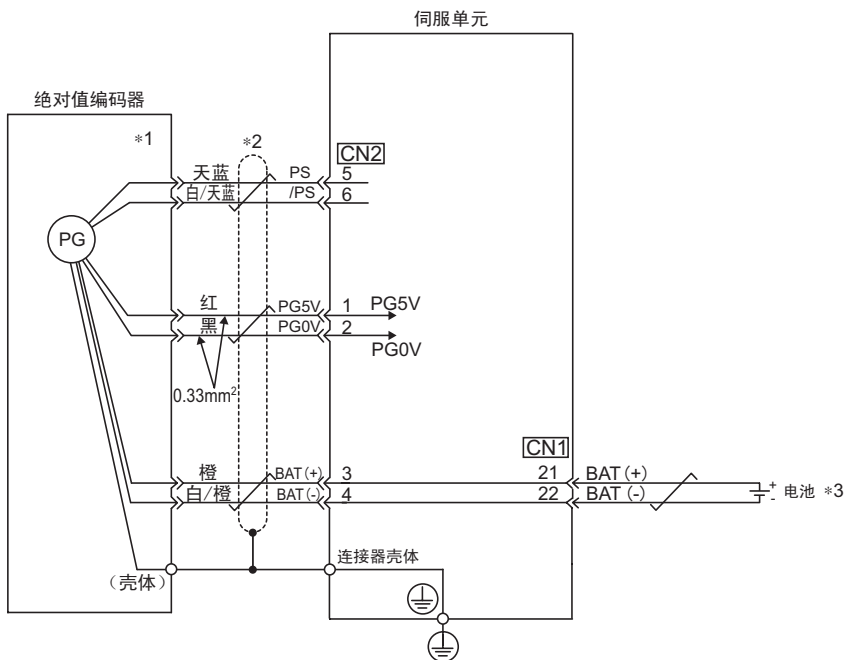 伺服单元
绝对值编码器
*1
*2
CN2
天蓝 PS 5
白/天蓝 /PS 6
PG
红 PG5V 1 PG5V
黑 PG0V 2
PG0V
0.33mm²
CN1
橙 BAT(+) 3 21 BAT(+)
白/橙 BAT(-) 4 22 BAT(-)
+
- 电池 *3
连接器壳体
(壳体)